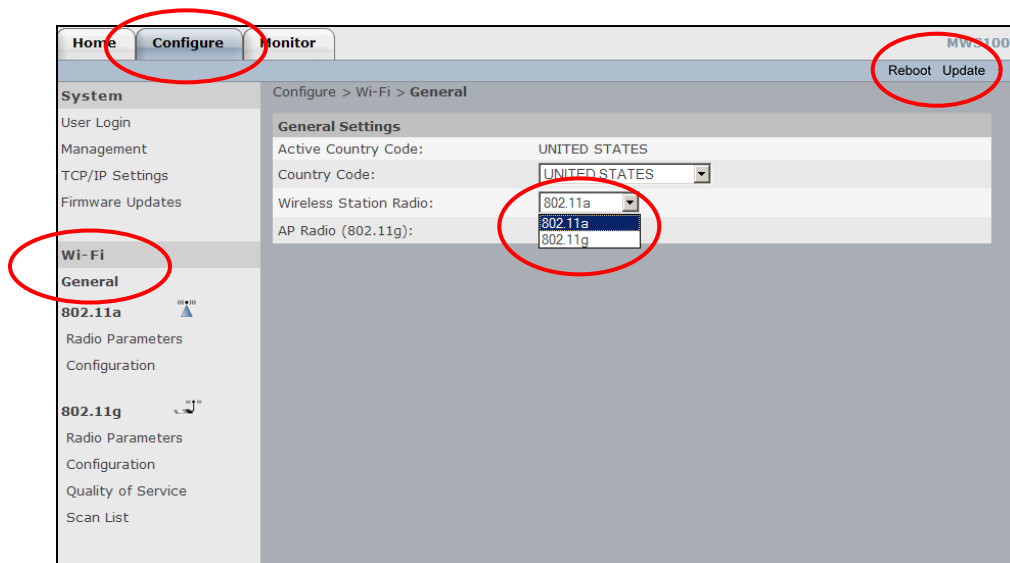 Home Configure Monitor MWS100
Reboot Update
System
User Login
Management
TCP/IP Settings
Firmware Updates
Wi-Fi
General
802.11a
Radio Parameters
Configuration
802.11g
Radio Parameters
Configuration
Quality of Service
Scan List
Configure > Wi-Fi > General
General Settings
Active Country Code: UNITED STATES
Country Code: UNITED STATES
Wireless Station Radio: 802.11a
802.11a
802.11g
AP Radio (802.11g):